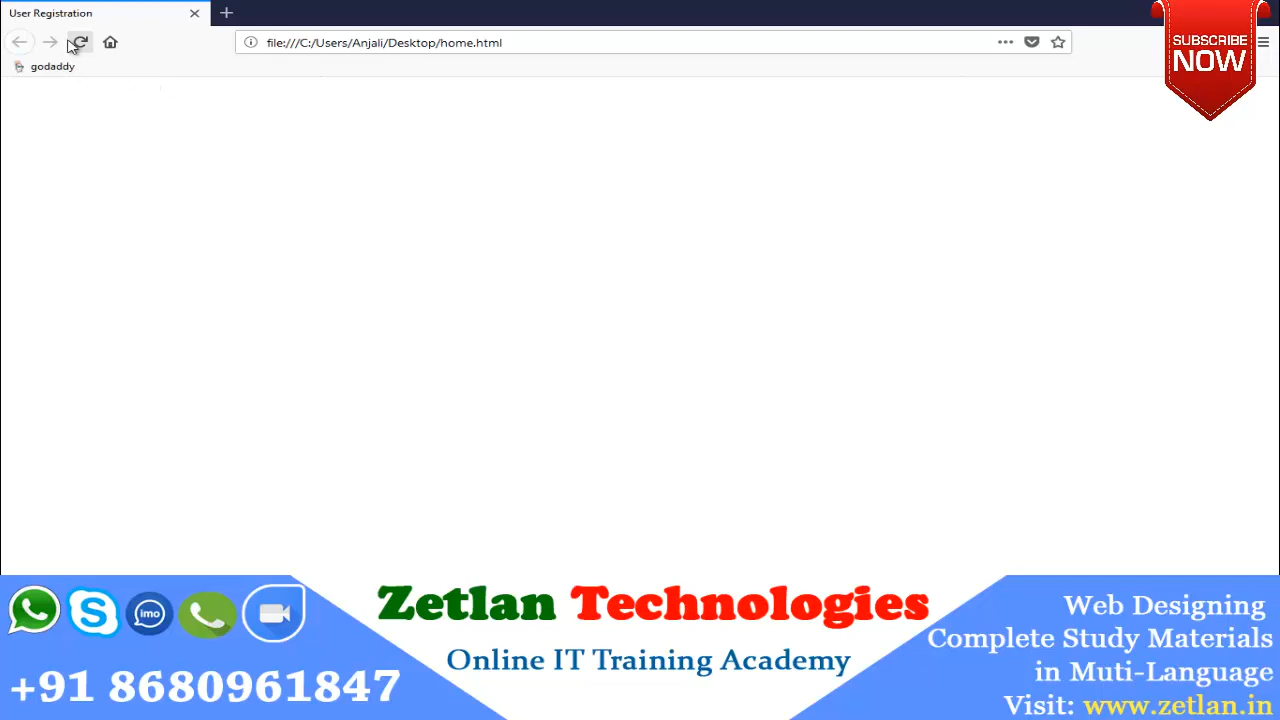 User Registration
SUBSCRIBE
NOW
file:///C:/Users/Anjali/Desktop/home.html
godaddy
imo
+91 8680961847
Zetlan Technologies
Online IT Training Academy
Web Designing
Complete Study Materials
in Muti-Language
Visit: www.zetlan.in